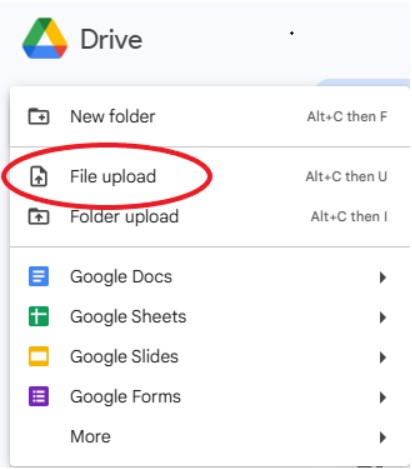 Drive
New folder Alt+C then F
File upload Alt+C then U
Folder upload Alt+C then I
Google Docs
Google Sheets
Google Slides
Google Forms
More